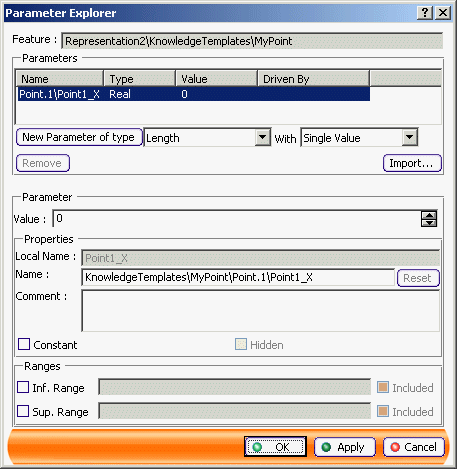 Parameter Explorer
Feature : Representation2\KnowledgeTemplates\MyPoint
Parameters
Name Type Value Driven By
Point.1\Point1_X Real 0
New Parameter of type Length With Single Value
Remove Import...
Parameter
Value : 0
Properties
Local Name : Point1_X
Name : KnowledgeTemplates\MyPoint\Point.1\Point1_X Reset
Comment :
Constant Hidden
Ranges
Inf. Range Included
Sup. Range Included
OK Apply Cancel